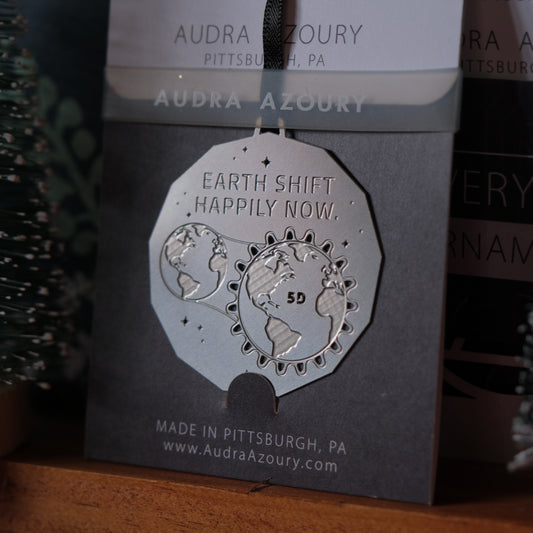 AUDRA AZOURY
PITTSBURGH, PA
AUDRA AZOURY
EARTH SHIFT
HAPPILY NOW.
5D
MADE IN PITTSBURGH, PA
www.AudraAzoury.com